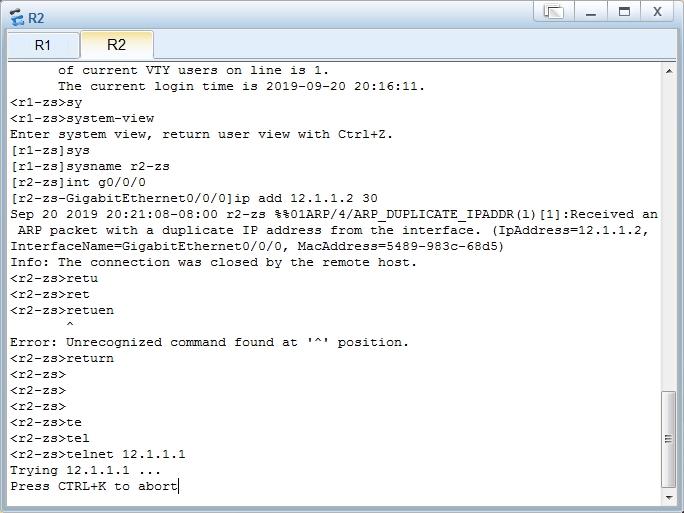 R2
R1
R2
of current VTY users on line is 1.
The current login time is 2019-09-20 20:16:11.
<r1-zs>sy
<r1-zs>system-view
Enter system view, return user view with Ctrl+Z.
[r1-zs]sys
[r1-zs]sysname r2-zs
[r2-zs]int g0/0/0
[r2-zs-GigabitEthernet0/0/0]ip add 12.1.1.2 30
Sep 20 2019 20:21:08-08:00 r2-zs %%01ARP/4/ARP_DUPLICATE_IPADDR(l)[1]:Received an
ARP packet with a duplicate IP address from the interface. (IpAddress=12.1.1.2,
InterfaceName=GigabitEthernet0/0/0, MacAddress=5489-983c-68d5)
Info: The connection was closed by the remote host.
<r2-zs>retu
<r2-zs>ret
<r2-zs>retuen
^
Error: Unrecognized command found at '^' position.
<r2-zs>return
<r2-zs>
<r2-zs>
<r2-zs>
<r2-zs>te
<r2-zs>tel
<r2-zs>telnet 12.1.1.1
Trying 12.1.1.1 ...
Press CTRL+K to abort